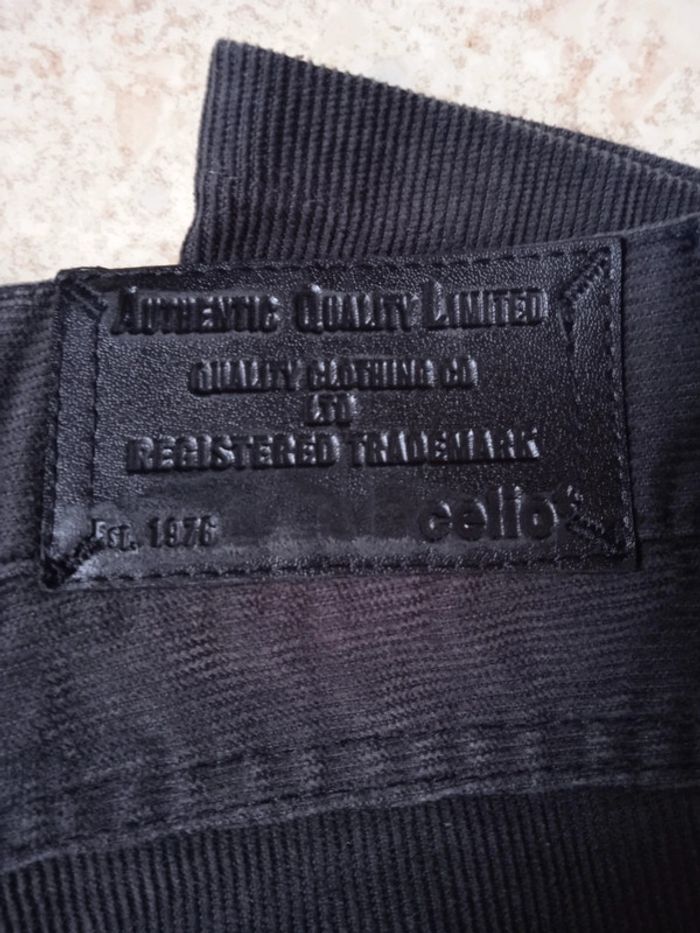 AUTHENTIC QUALITY LIMITED
QUALITY CLOTHING CO
LTD
REGISTERED TRADEMARK
EST. 1976 celio*